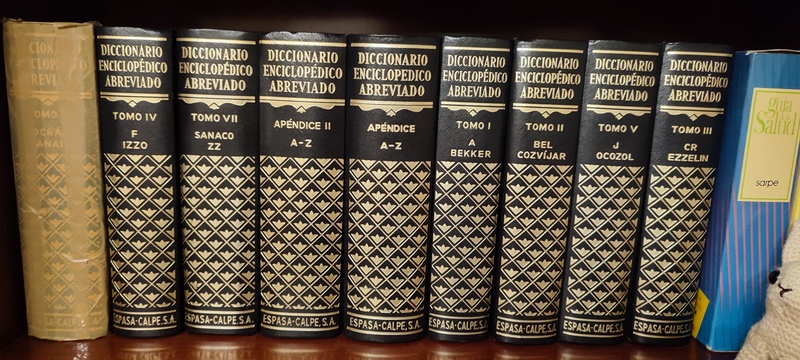 DICCIONARIO
ENCICLOPÉDICO
ABREVIADO
TOMO IV
F
IZZO
ESPASA-CALPE, S.A.
DICCIONARIO
ENCICLOPÉDICO
ABREVIADO
TOMO VII
SANACO
ZZ
ESPASA-CALPE, S.A.
DICCIONARIO
ENCICLOPÉDICO
ABREVIADO
APÉNDICE II
A-Z
ESPASA-CALPE, S.A.
DICCIONARIO
ENCICLOPEDICO
ABREVIADO
APÉNDICE
A-Z
ESPASA-CALPE, S.A.
DICCIONARIO
ENCICLOPÉDICO
ABREVIADO
TOMO I
A
BEKKER
ESPASA-CALPE, S.A.
DICCIONARIO
ENCICLOPÉDICO
ABREVIADO
TOMO II
BEL
COZVÍJAR
ESPASA-CALPE, S.A.
DICCIONARIO
ENCICLOPÉDICO
ABREVIADO
TOMO V
J
OCOZOL
ESPASA-CALPE, S.A.
DICCIONARIO
ENCICLOPÉDICO
ABREVIADO
TOMO III
CR
EZZELIN
ESPASA-CALPE, S.A.
guía
Salud
sarpe